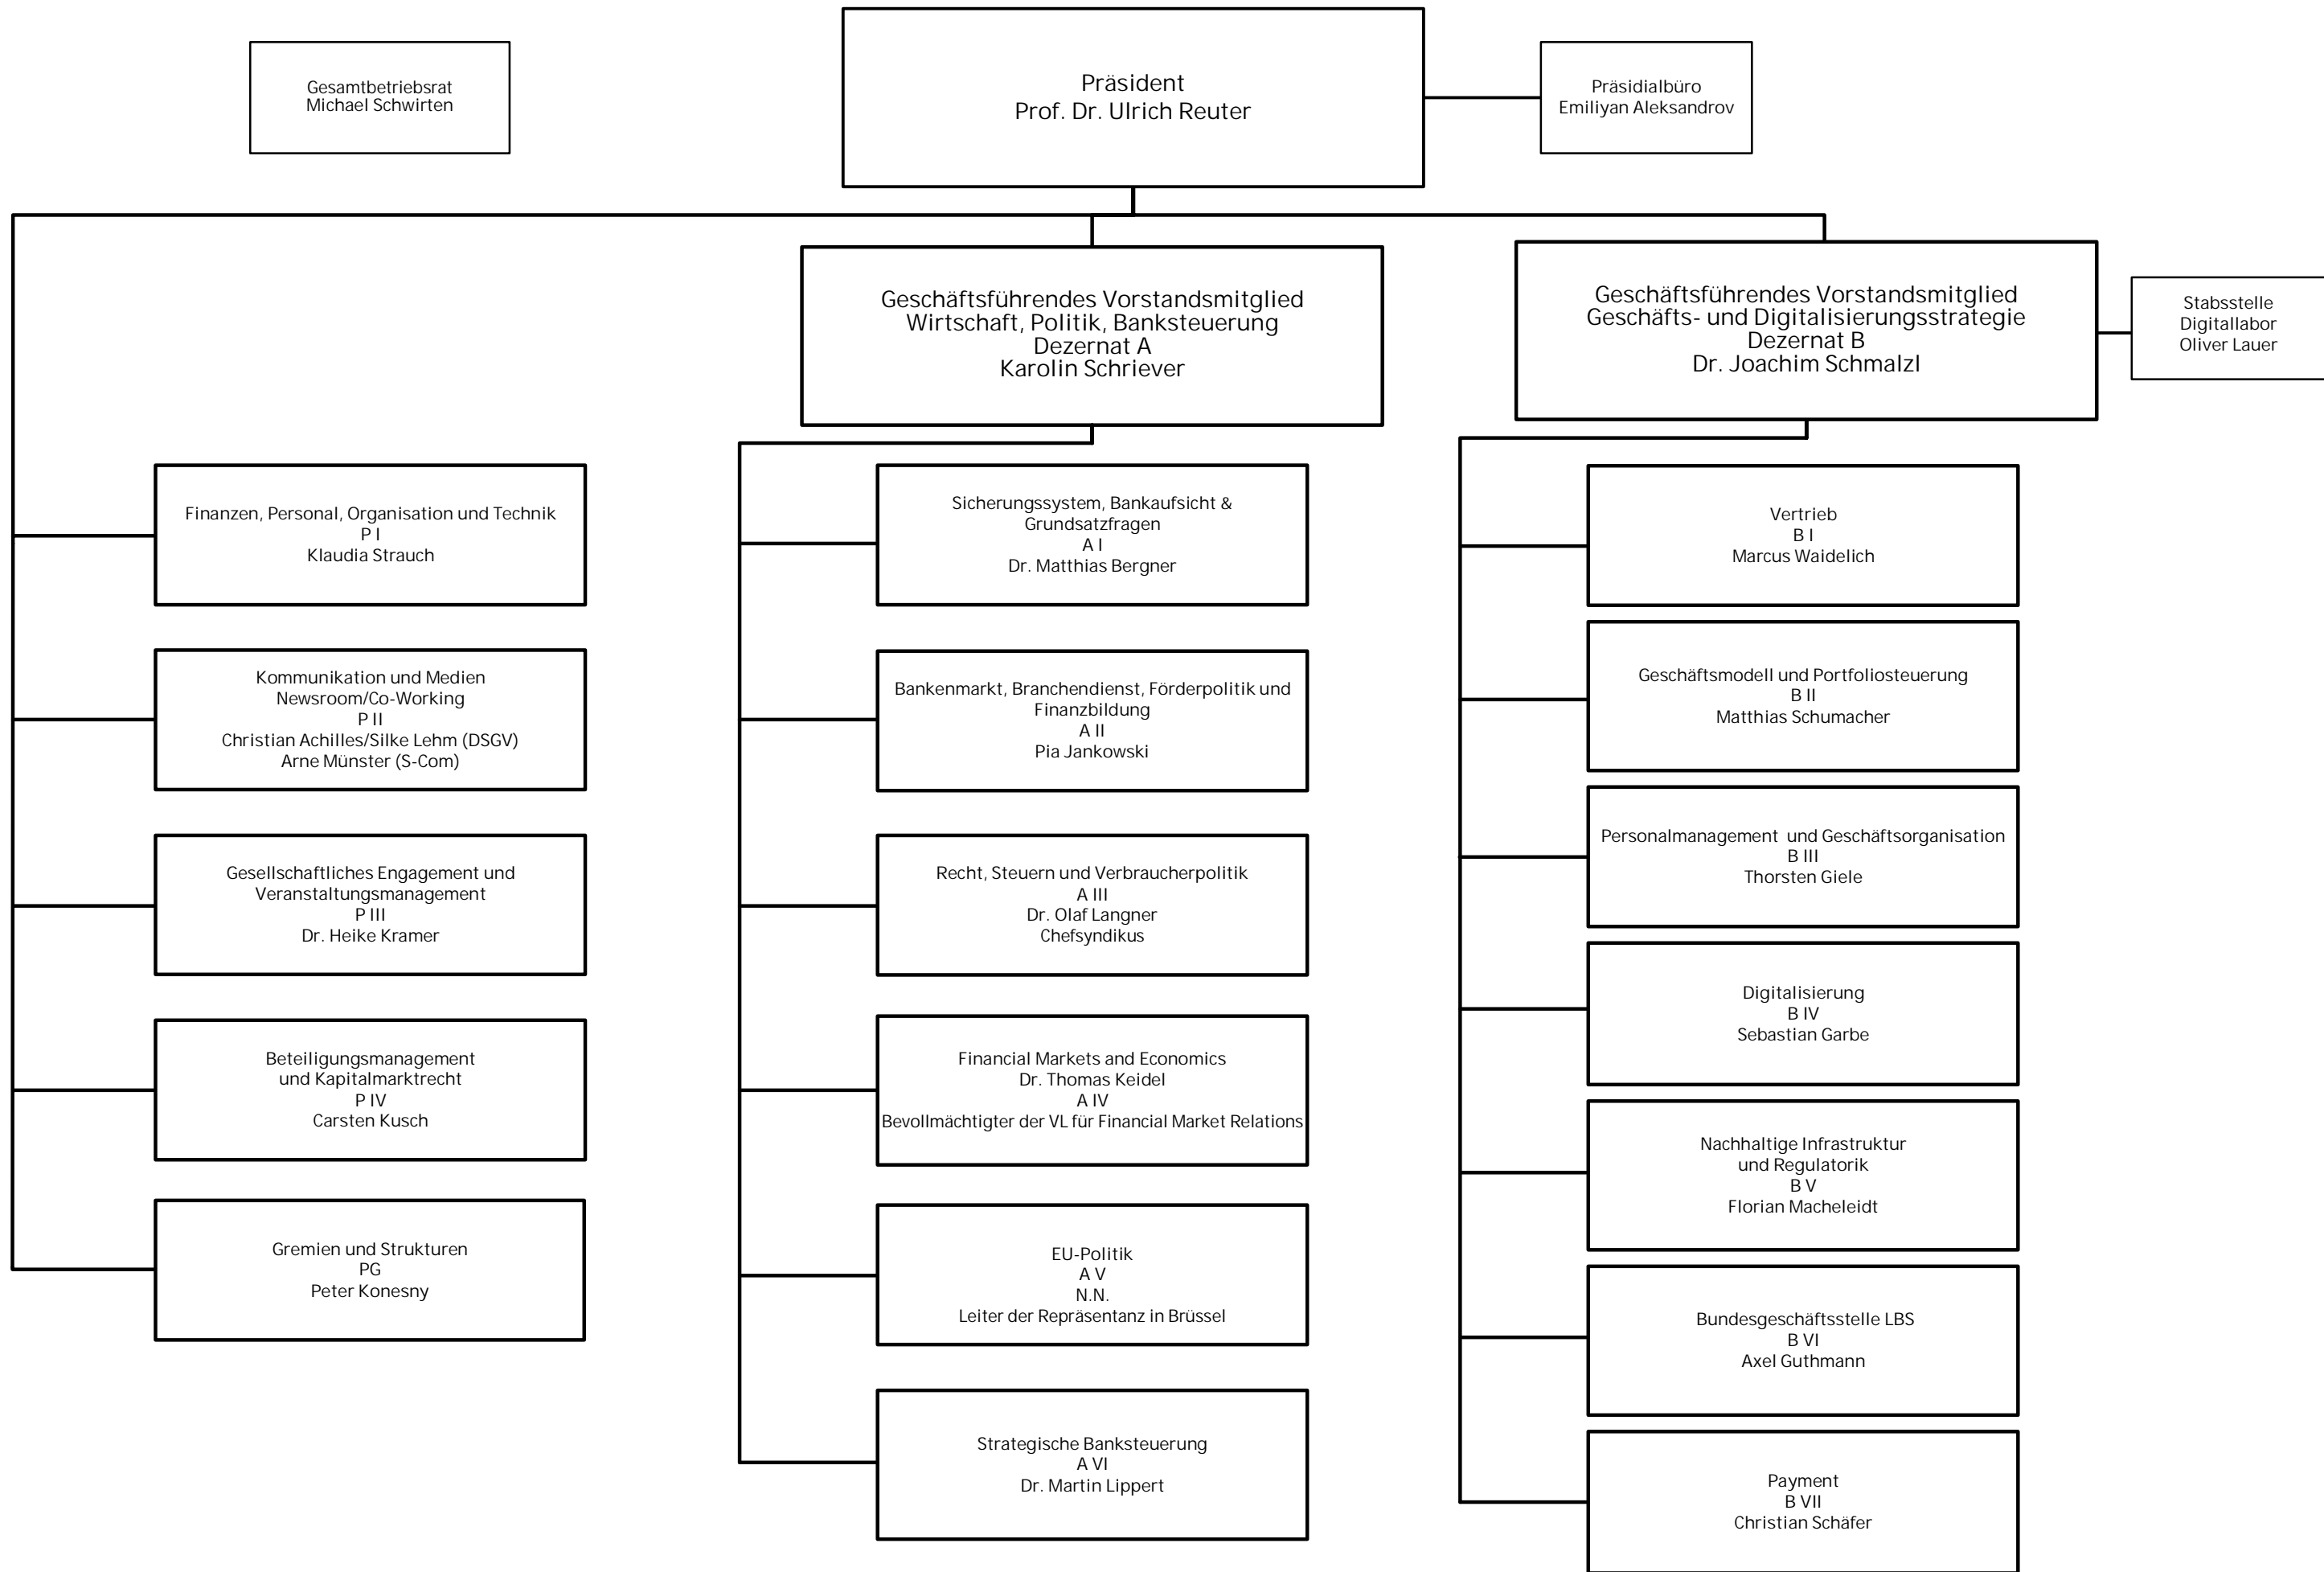 Gesamtbetriebsrat
Michael Schwirten
Präsident
Prof. Dr. Ulrich Reuter
Präsidialbüro
Emiliyan Aleksandrov
Geschäftsführendes Vorstandsmitglied
Wirtschaft, Politik, Banksteuerung
Dezernat A
Karolin Schriever
Geschäftsführendes Vorstandsmitglied
Geschäfts- und Digitalisierungsstrategie
Dezernat B
Dr. Joachim Schmalzl
Stabsstelle
Digitallabor
Oliver Lauer
Finanzen, Personal, Organisation und Technik
P I
Klaudia Strauch
Kommunikation und Medien
Newsroom/Co-Working
P II
Christian Achilles/Silke Lehm (DSGV)
Arne Münster (S-Com)
Gesellschaftliches Engagement und
Veranstaltungsmanagement
P III
Dr. Heike Kramer
Beteiligungsmanagement
und Kapitalmarktrecht
P IV
Carsten Kusch
Gremien und Strukturen
PG
Peter Konesny
Sicherungssystem, Bankaufsicht &
Grundsatzfragen
A I
Dr. Matthias Bergner
Bankenmarkt, Branchendienst, Förderpolitik und
Finanzbildung
A II
Pia Jankowski
Recht, Steuern und Verbraucherpolitik
A III
Dr. Olaf Langner
Chefsyndikus
Financial Markets and Economics
Dr. Thomas Keidel
A IV
Bevollmächtigter der VL für Financial Market Relations
EU-Politik
A V
N.N.
Leiter der Repräsentanz in Brüssel
Strategische Banksteuerung
A VI
Dr. Martin Lippert
Vertrieb
B I
Marcus Waidelich
Geschäftsmodell und Portfoliosteuerung
B II
Matthias Schumacher
Personalmanagement und Geschäftsorganisation
B III
Thorsten Giele
Digitalisierung
B IV
Sebastian Garbe
Nachhaltige Infrastruktur
und Regulatorik
B V
Florian Macheleidt
Bundesgeschäftsstelle LBS
B VI
Axel Guthmann
Payment
B VII
Christian Schäfer